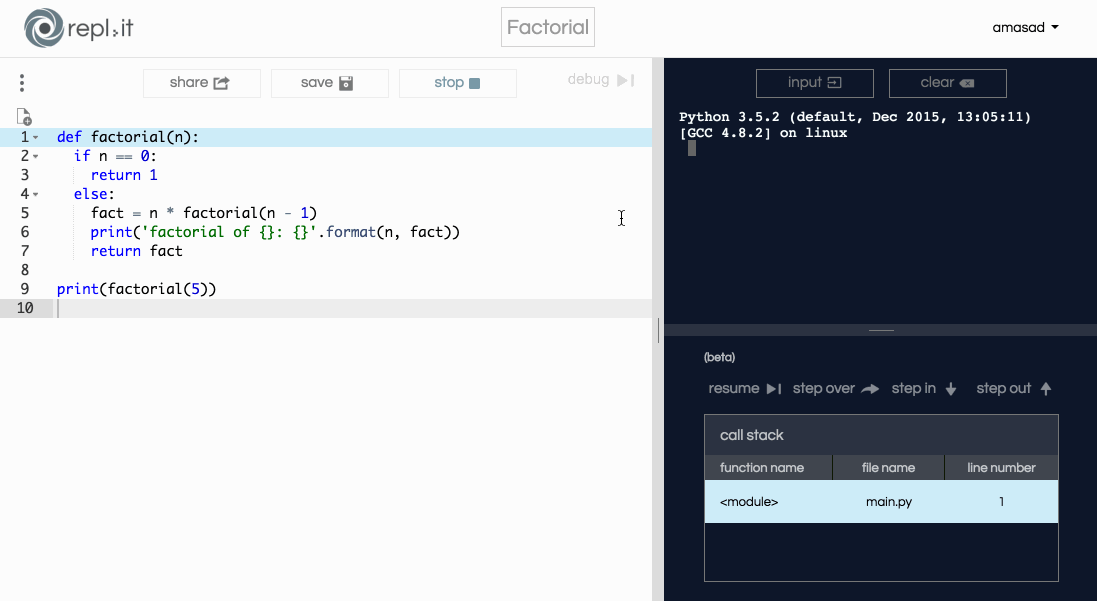 repl.it
Factorial
amasad
share
save
stop
debug
input
clear
1 def factorial(n):
2   if n == 0:
3     return 1
4   else:
5     fact = n * factorial(n - 1)
6     print('factorial of {}: {}'.format(n, fact))
7     return fact
8
9 print(factorial(5))
10
Python 3.5.2 (default, Dec 2015, 13:05:11)
[GCC 4.8.2] on linux
(beta)
resume step over step in step out
call stack
function name file name line number
<module> main.py 1